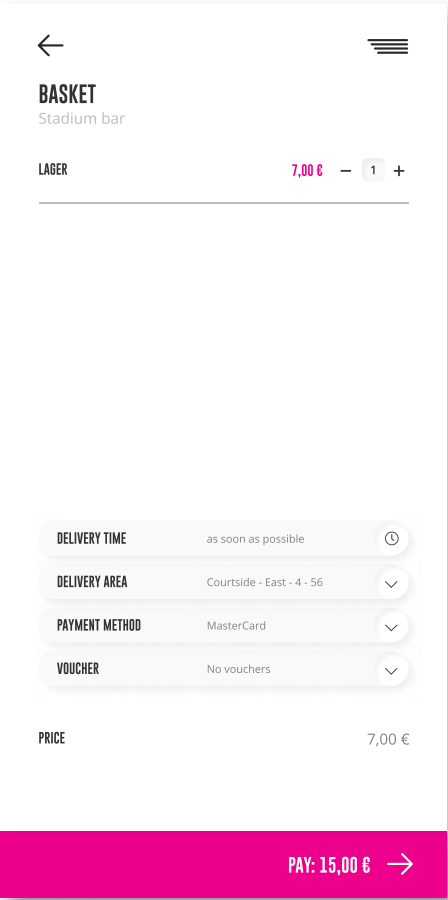 BASKET
Stadium bar
LAGER 7,00 € − 1 +
DELIVERY TIME as soon as possible
DELIVERY AREA Courtside - East - 4 - 56
PAYMENT METHOD MasterCard
VOUCHER No vouchers
PRICE 7,00 €
PAY: 15,00 €